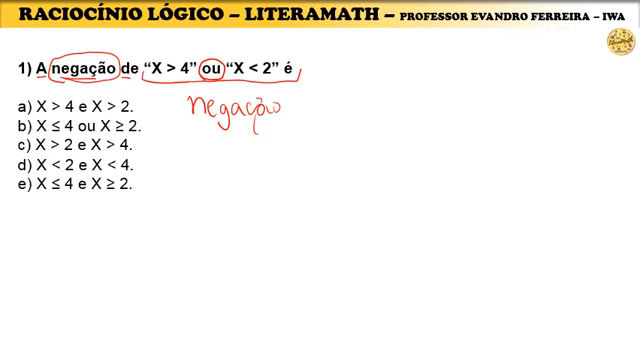 RACIOCÍNIO LÓGICO – LITERAMATH – PROFESSOR EVANDRO FERREIRA – IWA
1) A negação de “X > 4” ou “X < 2” é
a) X > 4 e X > 2.
negação
b) X ≤ 4 ou X ≥ 2.
c) X > 2 e X > 4.
d) X < 2 e X < 4.
e) X ≤ 4 e X ≥ 2.